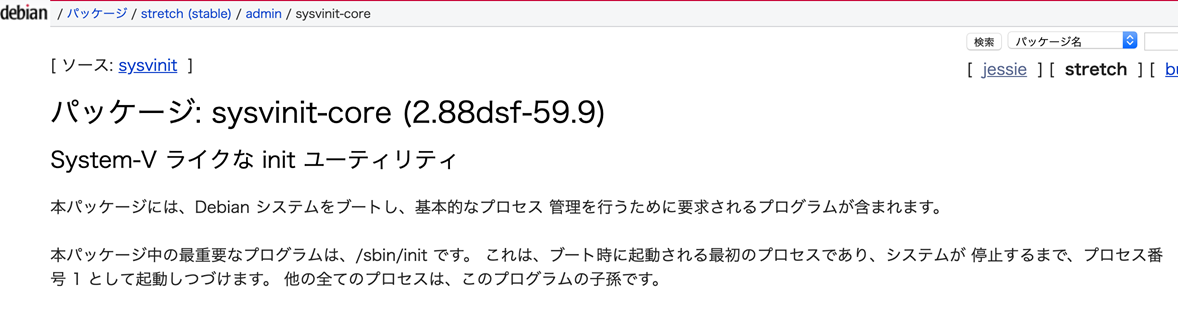 debian / パッケージ / stretch (stable) / admin / sysvinit-core
検索 パッケージ名
[ ソース: sysvinit ]
[ jessie ] [ stretch ] [
パッケージ: sysvinit-core (2.88dsf-59.9)
System-V ライクな init ユーティリティ
本パッケージには、Debian システムをブートし、基本的なプロセス 管理を行うために要求されるプログラムが含まれます。
本パッケージ中の最重要なプログラムは、/sbin/init です。 これは、ブート時に起動される最初のプロセスであり、システムが 停止するまで、プロセス番
号 1 として起動しつづけます。 他の全てのプロセスは、このプログラムの子孫です。